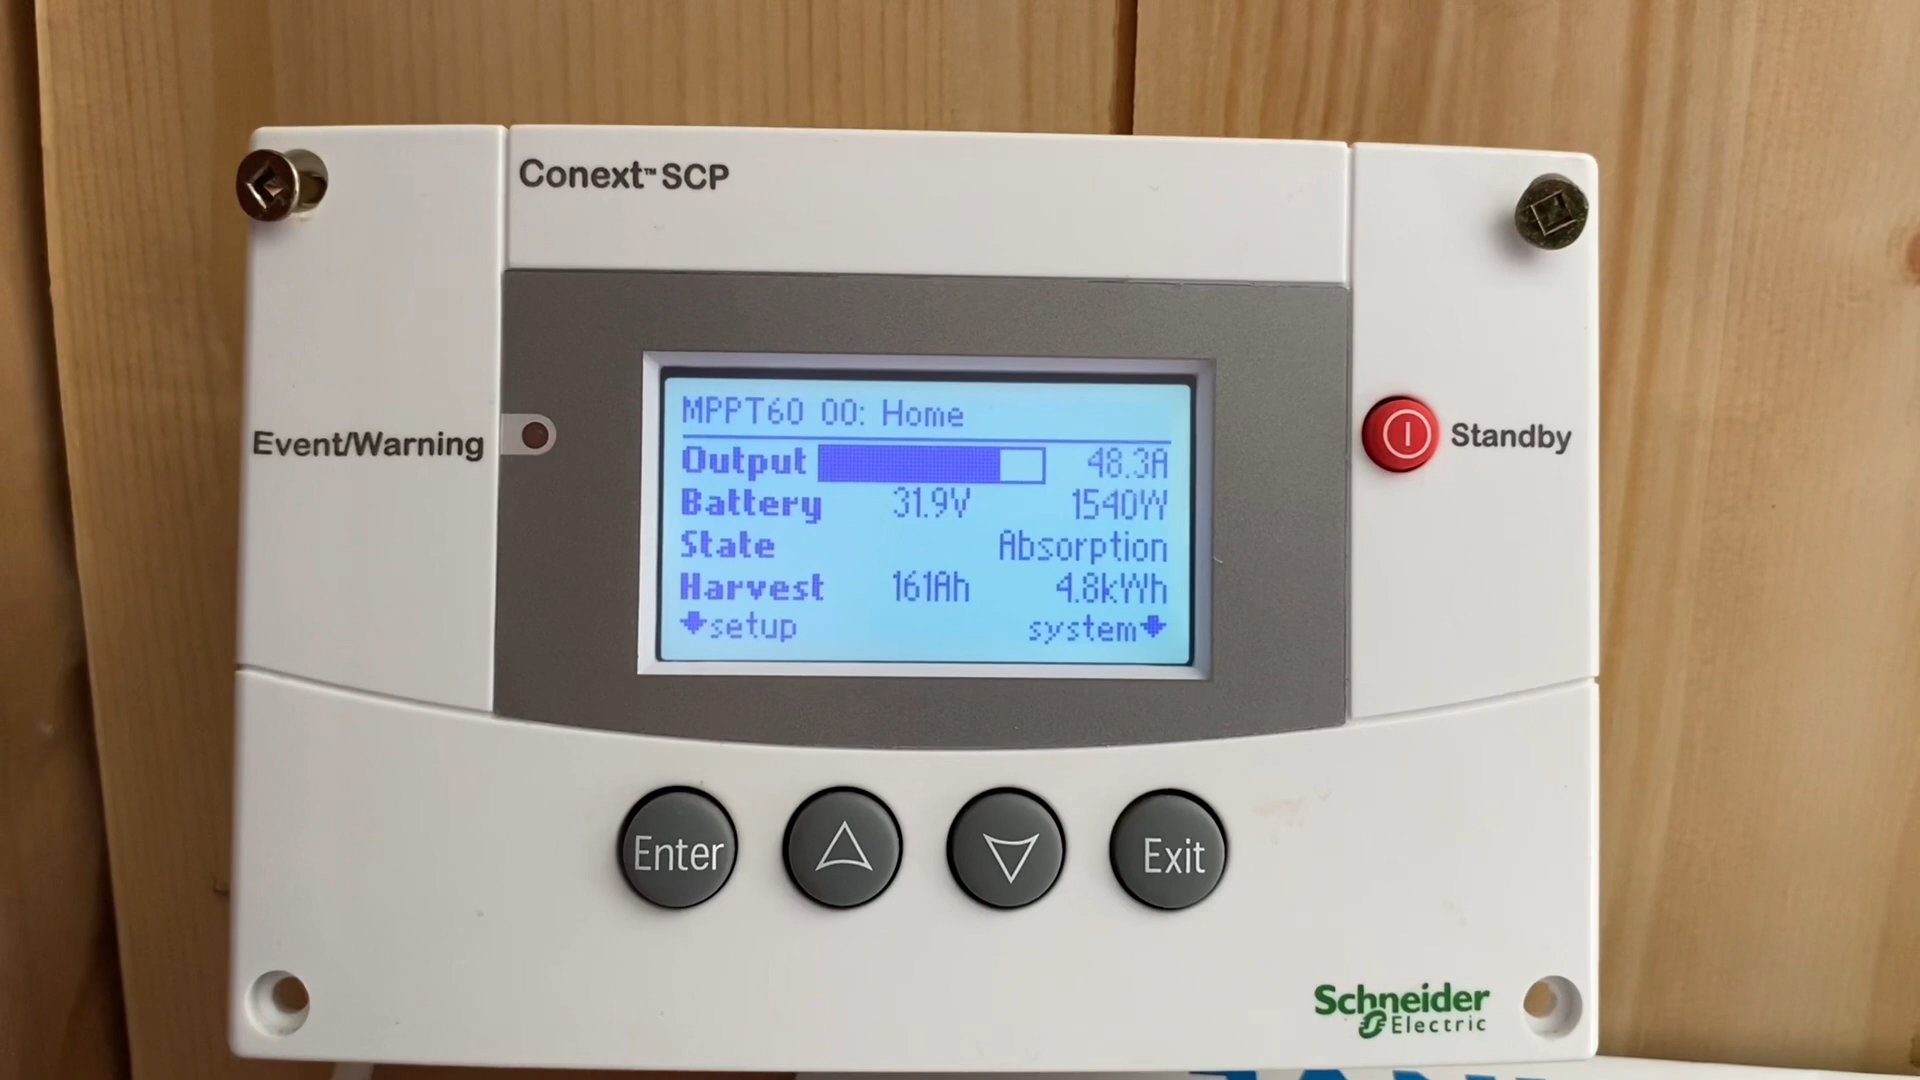 Conext™ SCP
Event/Warning
Standby
MPPT60 00: Home
Output 48.3A
Battery 31.9V 1540W
State Absorption
Harvest 161Ah 4.8kWh
setup system
Enter
Exit
Schneider
Electric